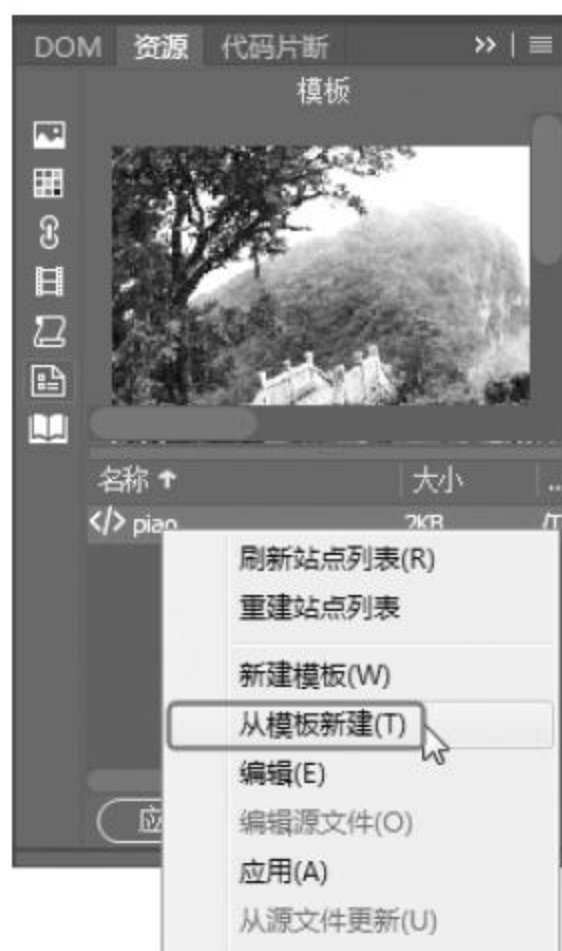 DOM 资源 代码片断
模板
名称 大小 ..
</> piao 2KB
刷新站点列表(R)
重建站点列表
新建模板(W)
从模板新建(T)
编辑(E)
编辑源文件(O)
应用(A)
从源文件更新(U)